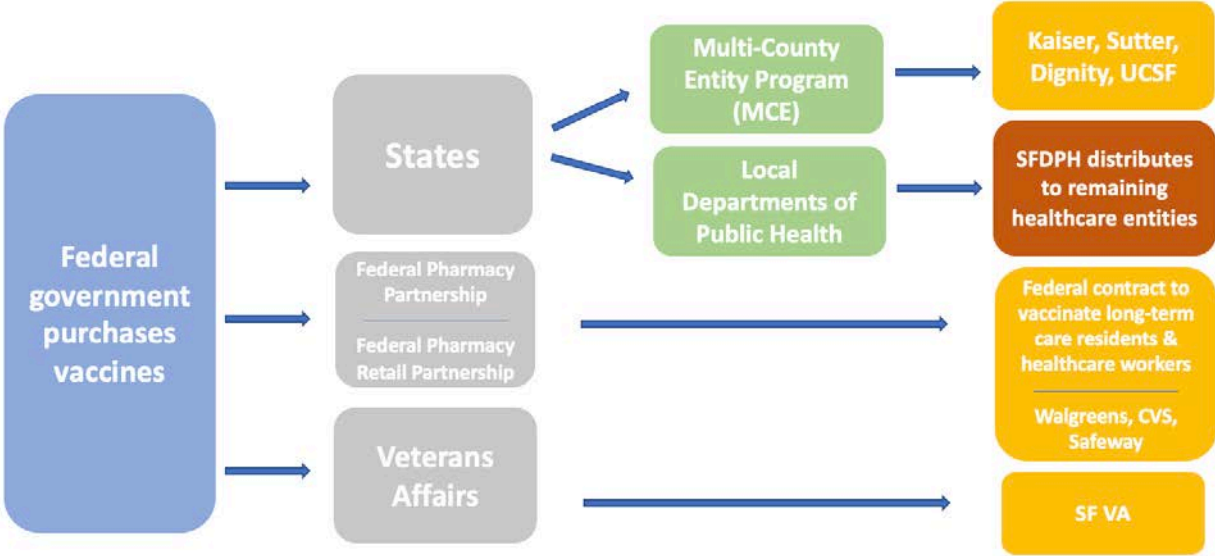 Federal
government
purchases
vaccines
States
Federal Pharmacy
Partnership
Federal Pharmacy
Retail Partnership
Veterans
Affairs
Multi-County
Entity Program
(MCE)
Local
Departments of
Public Health
Kaiser, Sutter,
Dignity, UCSF
SFDPH distributes
to remaining
healthcare entities
Federal contract to
vaccinate long-term
care residents &
healthcare workers
Walgreens, CVS,
Safeway
SF VA